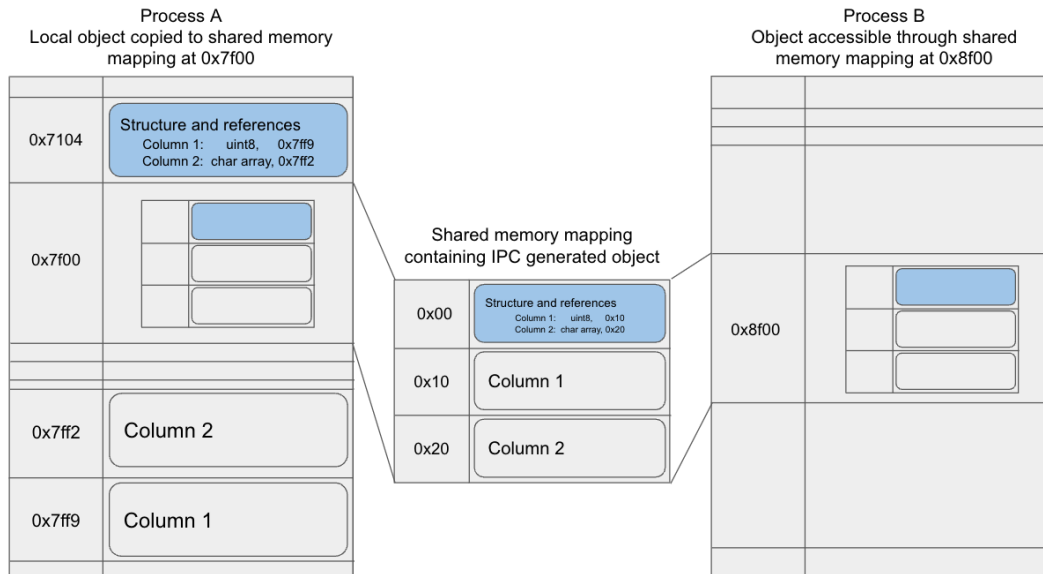 Process A
Local object copied to shared memory
mapping at 0x7f00
0x7104
Structure and references
Column 1: uint8, 0x7ff9
Column 2: char array, 0x7ff2
0x7f00
0x7ff2
Column 2
0x7ff9
Column 1
Shared memory mapping
containing IPC generated object
0x00
Structure and references
Column 1: uint8, 0x10
Column 2: char array, 0x20
0x10
Column 1
0x20
Column 2
Process B
Object accessible through shared
memory mapping at 0x8f00
0x8f00